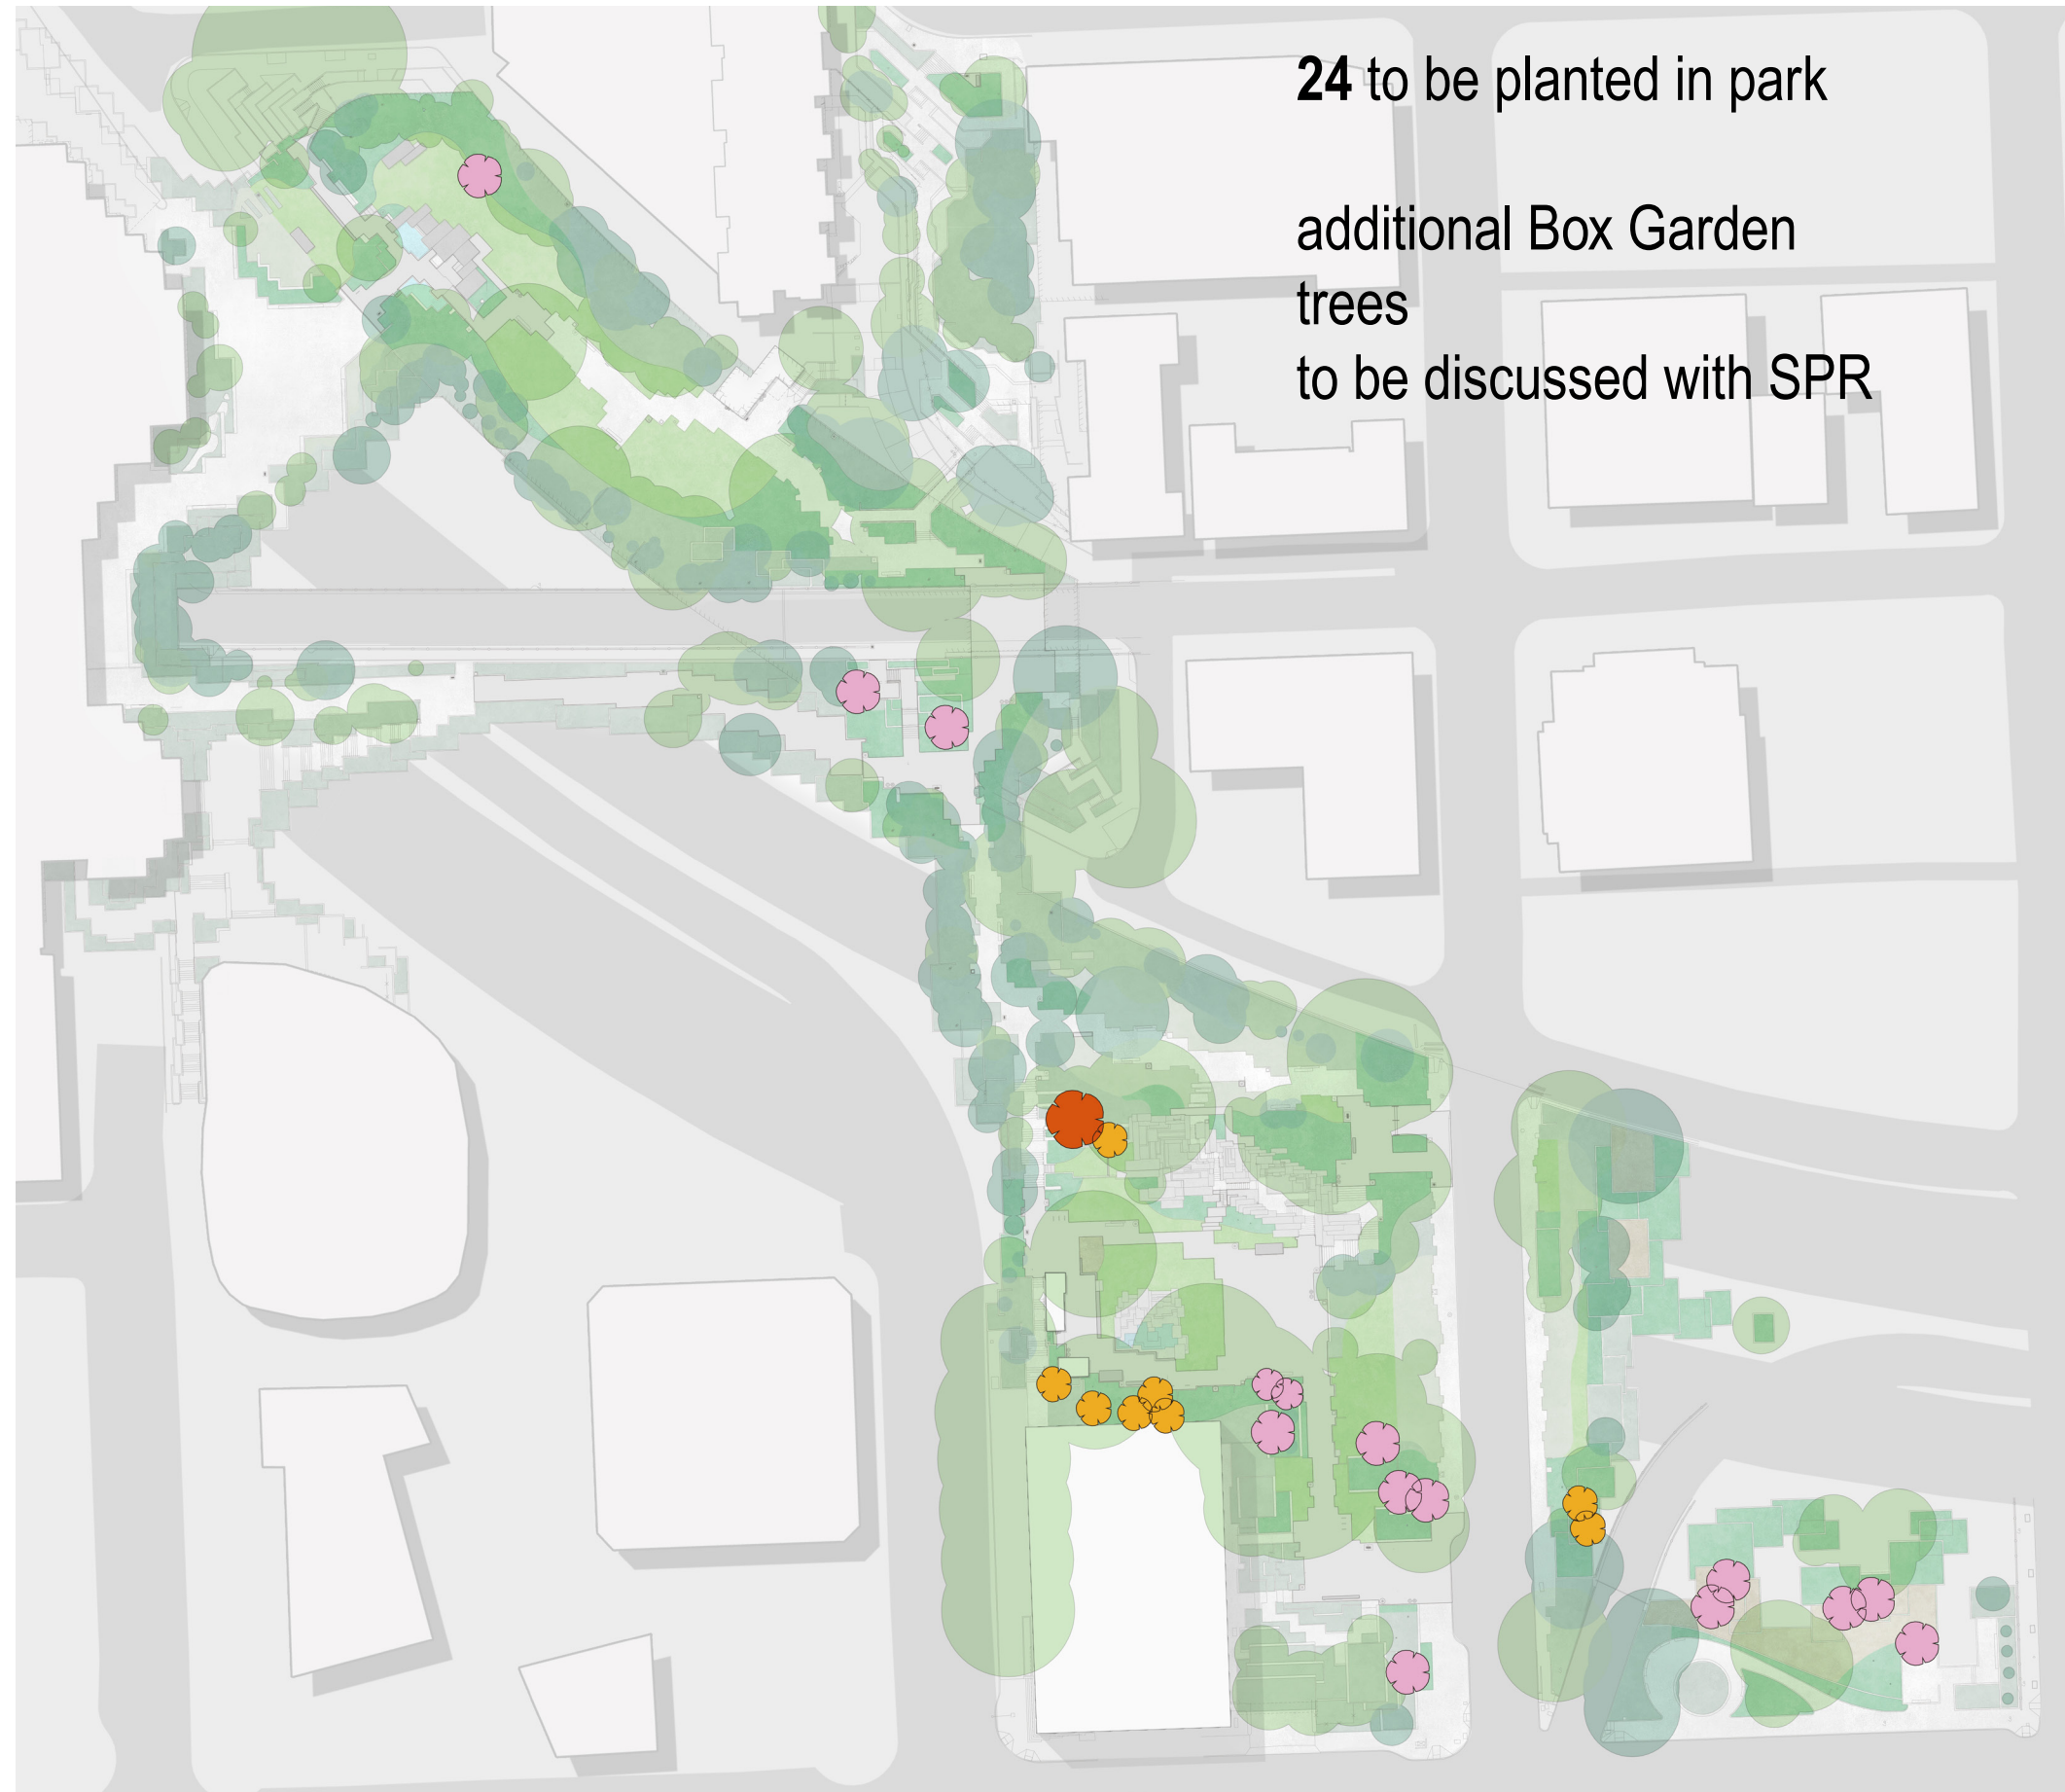 24 to be planted in park
additional Box Garden
trees
to be discussed with SPR